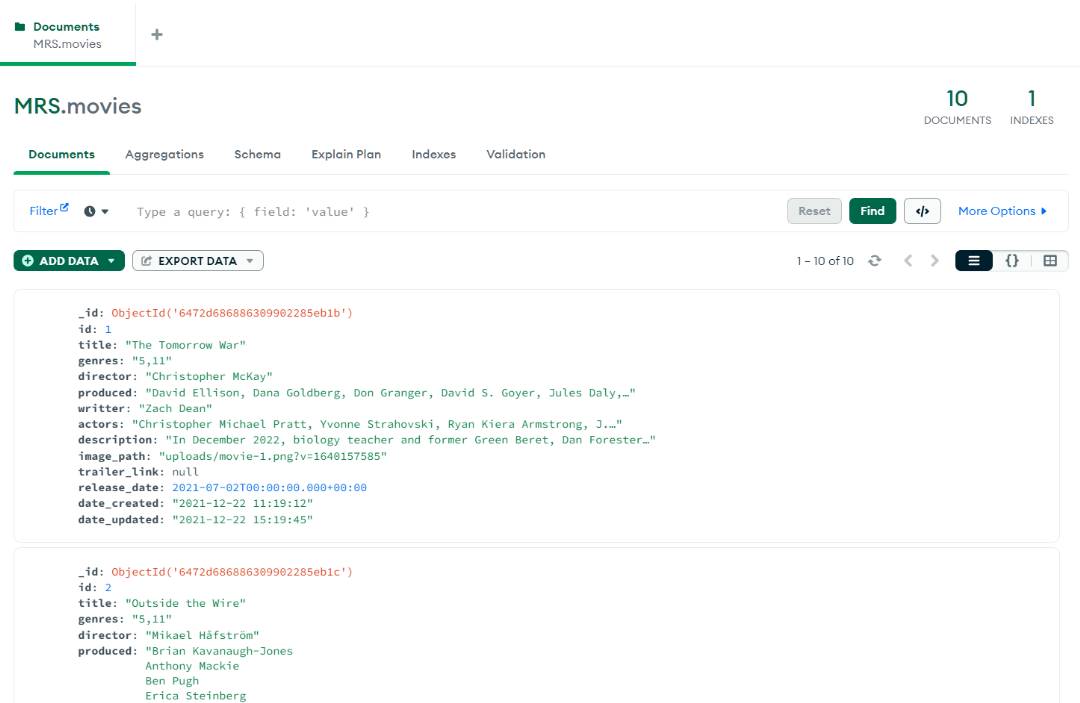 Documents
MRS.movies
MRS.movies
10
DOCUMENTS
1
INDEXES
Documents Aggregations Schema Explain Plan Indexes Validation
Filter Type a query: { field: 'value' } Reset Find </> More Options
ADD DATA EXPORT DATA 1 – 10 of 10 {}
_id: ObjectId('6472d686886309902285eb1b')
id: 1
title: "The Tomorrow War"
genres: "5,11"
director: "Christopher McKay"
produced: "David Ellison, Dana Goldberg, Don Granger, David S. Goyer, Jules Daly,…"
writter: "Zach Dean"
actors: "Christopher Michael Pratt, Yvonne Strahovski, Ryan Kiera Armstrong, J.…"
description: "In December 2022, biology teacher and former Green Beret, Dan Forester…"
image_path: "uploads/movie-1.png?v=1640157585"
trailer_link: null
release_date: 2021-07-02T00:00:00.000+00:00
date_created: "2021-12-22 11:19:12"
date_updated: "2021-12-22 15:19:45"
_id: ObjectId('6472d686886309902285eb1c')
id: 2
title: "Outside the Wire"
genres: "5,11"
director: "Mikael Håfström"
produced: "Brian Kavanaugh-Jones
Anthony Mackie
Ben Pugh
Erica Steinberg